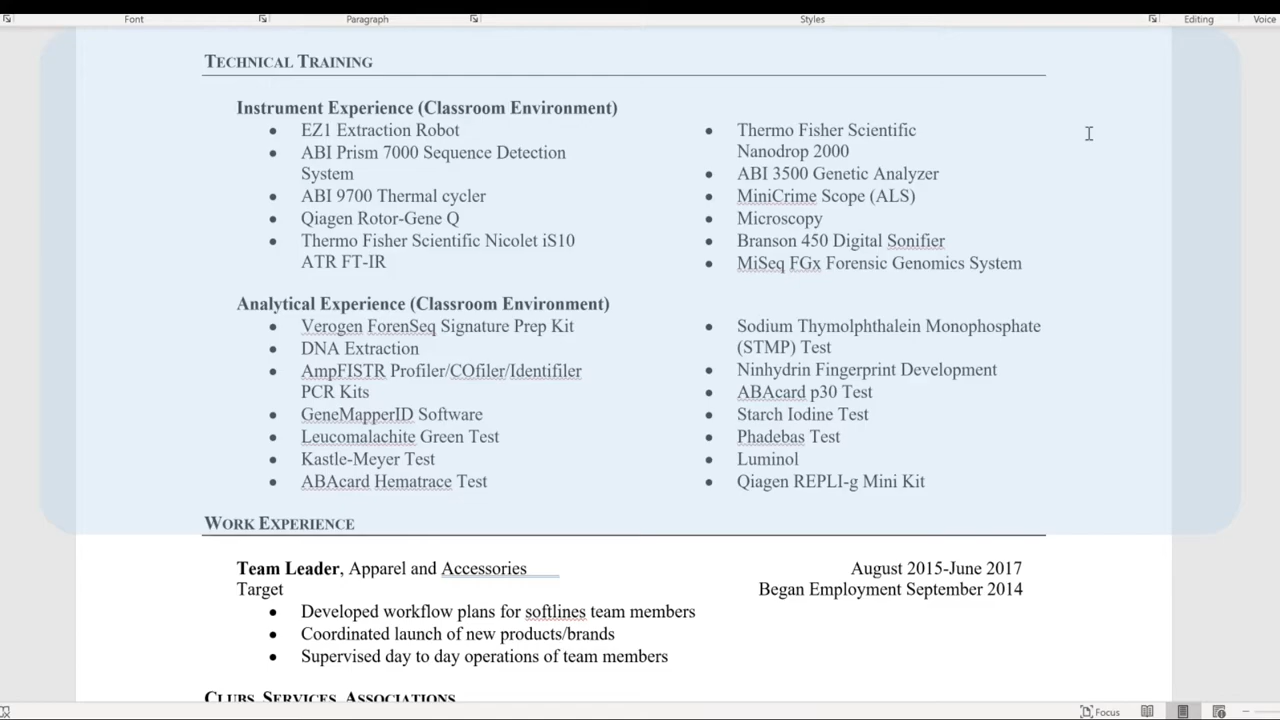 Font Paragraph Styles Editing Voice
TECHNICAL TRAINING
Instrument Experience (Classroom Environment)
• EZ1 Extraction Robot
• ABI Prism 7000 Sequence Detection
System
• ABI 9700 Thermal cycler
• Qiagen Rotor-Gene Q
• Thermo Fisher Scientific Nicolet iS10
ATR FT-IR
• Thermo Fisher Scientific
Nanodrop 2000
• ABI 3500 Genetic Analyzer
• MiniCrime Scope (ALS)
• Microscopy
• Branson 450 Digital Sonifier
• MiSeq FGx Forensic Genomics System
Analytical Experience (Classroom Environment)
• Verogen ForenSeq Signature Prep Kit
• DNA Extraction
• AmpFISTR Profiler/COfiler/Identifiler
PCR Kits
• GeneMapperID Software
• Leucomalachite Green Test
• Kastle-Meyer Test
• ABAcard Hematrace Test
• Sodium Thymolphthalein Monophosphate
(STMP) Test
• Ninhydrin Fingerprint Development
• ABAcard p30 Test
• Starch Iodine Test
• Phadebas Test
• Luminol
• Qiagen REPLI-g Mini Kit
WORK EXPERIENCE
Team Leader, Apparel and Accessories August 2015-June 2017
Target Began Employment September 2014
• Developed workflow plans for softlines team members
• Coordinated launch of new products/brands
• Supervised day to day operations of team members
CLUBS, SERVICES, ASSOCIATIONS
Focus